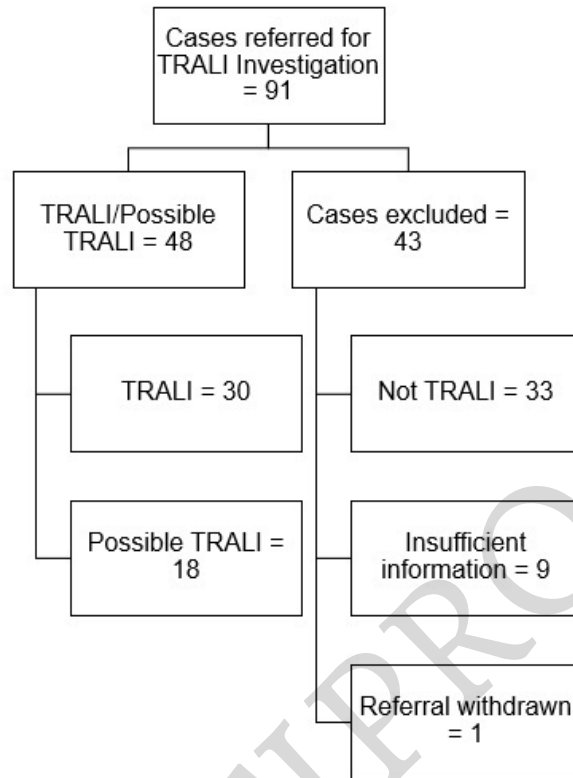 Cases referred for
TRALI Investigation
= 91
TRALI/Possible
TRALI = 48
Cases excluded =
43
TRALI = 30
Not TRALI = 33
Possible TRALI =
18
Insufficient
information = 9
Referral withdrawn
= 1